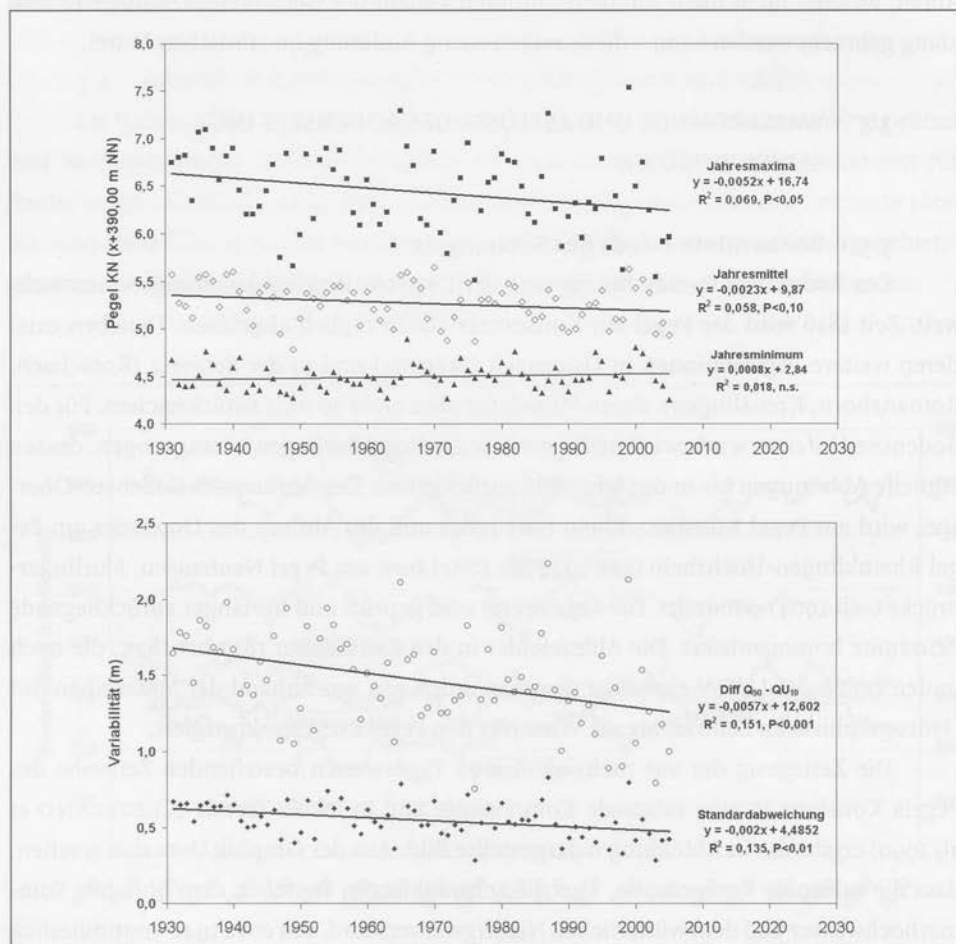 8,0
7,5
7,0
6,5
6,0
5,5
5,0
4,5
4,0
Pegel KN (x+390,00 m NN)
Jahresmaxima
y = -0,0052x + 16,74
R² = 0,069, P<0,05
Jahresmittel
y = -0,0023x + 9,87
R² = 0,058, P<0,10
Jahresminimum
y = 0,0008x + 2,84
R² = 0,018, n.s.
1930 1940 1950 1960 1970 1980 1990 2000 2010 2020 2030
2,5
2,0
1,5
1,0
0,5
0,0
Variabilität (m)
Diff Q₉₀ - QU₁₀
y = -0,0057x + 12,602
R² = 0,151, P<0,001
Standardabweichung
y = -0,002x + 4,4852
R² = 0,135, P<0,01
1930 1940 1950 1960 1970 1980 1990 2000 2010 2020 2030